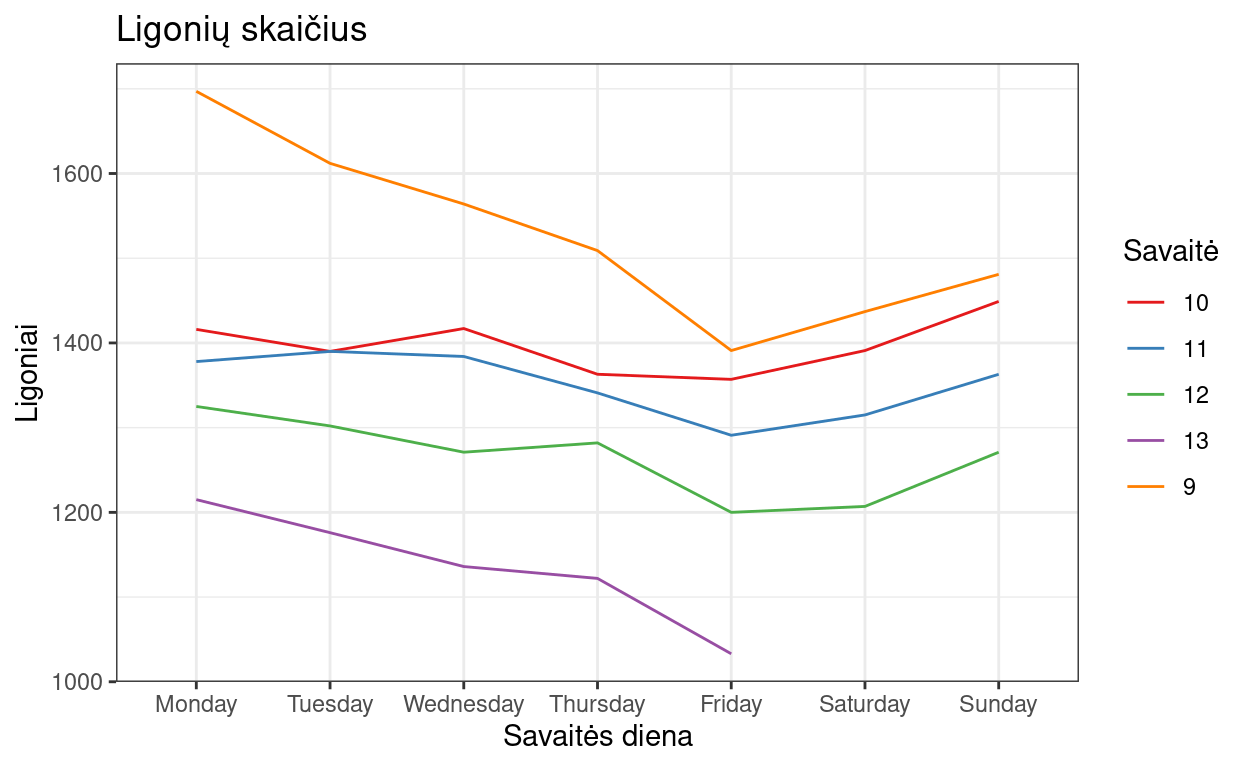 Ligonių skaičius
Ligoniai
1600
1400
1200
1000
Monday Tuesday Wednesday Thursday Friday Saturday Sunday
Savaitės diena
Savaitė
10
11
12
13
9